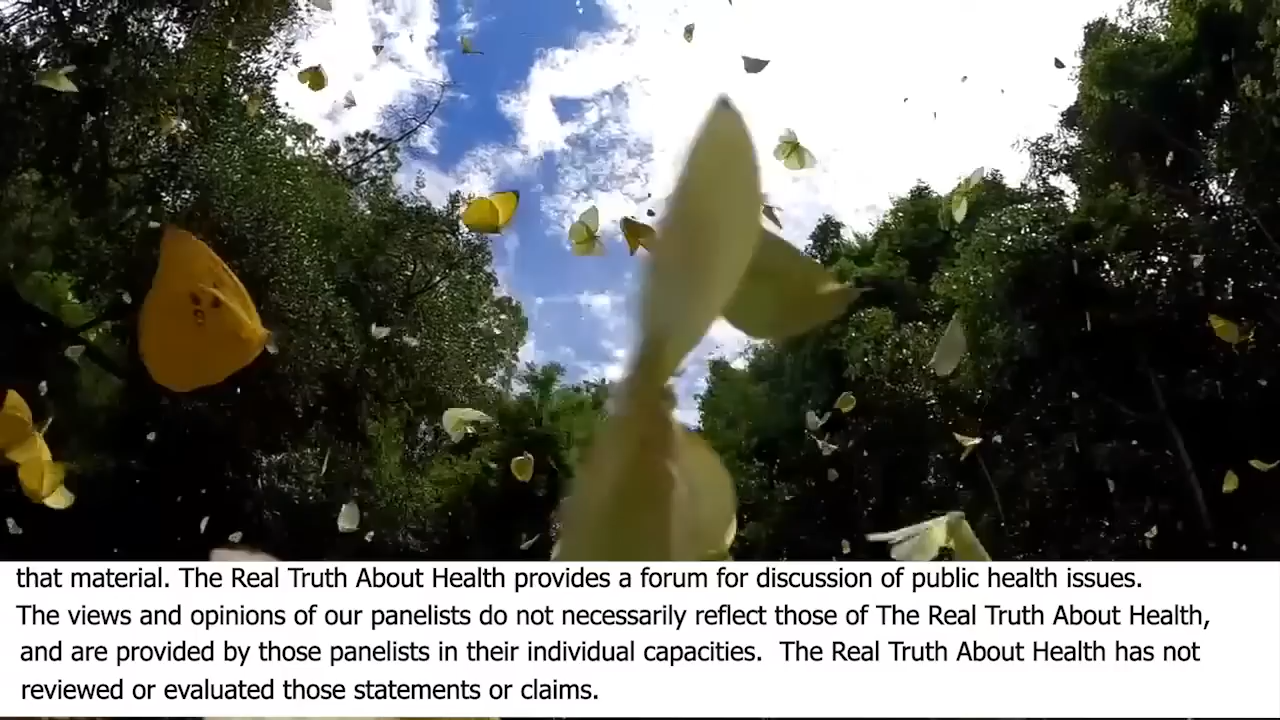 that material. The Real Truth About Health provides a forum for discussion of public health issues.
The views and opinions of our panelists do not necessarily reflect those of The Real Truth About Health,
and are provided by those panelists in their individual capacities.  The Real Truth About Health has not
reviewed or evaluated those statements or claims.